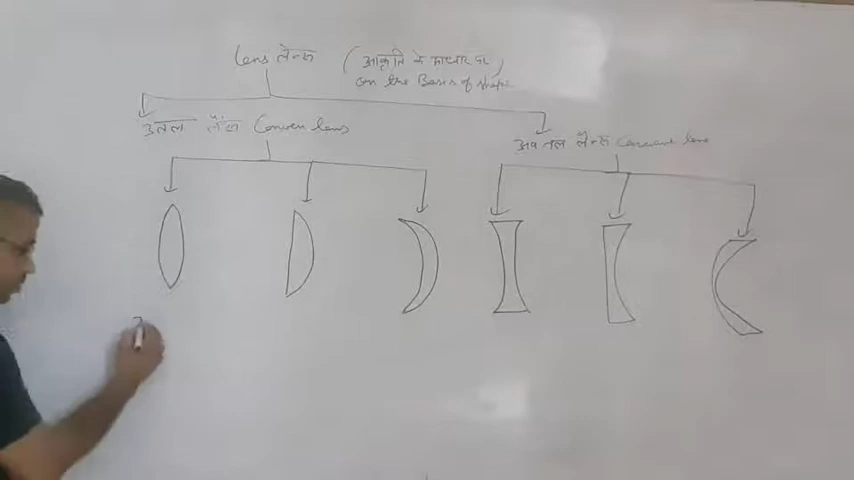 Lens लेन्स (आकृति के आधार पर)
on the Basis of shape
उत्तल लेंस Convex lens
अवतल लेन्स Concave lens